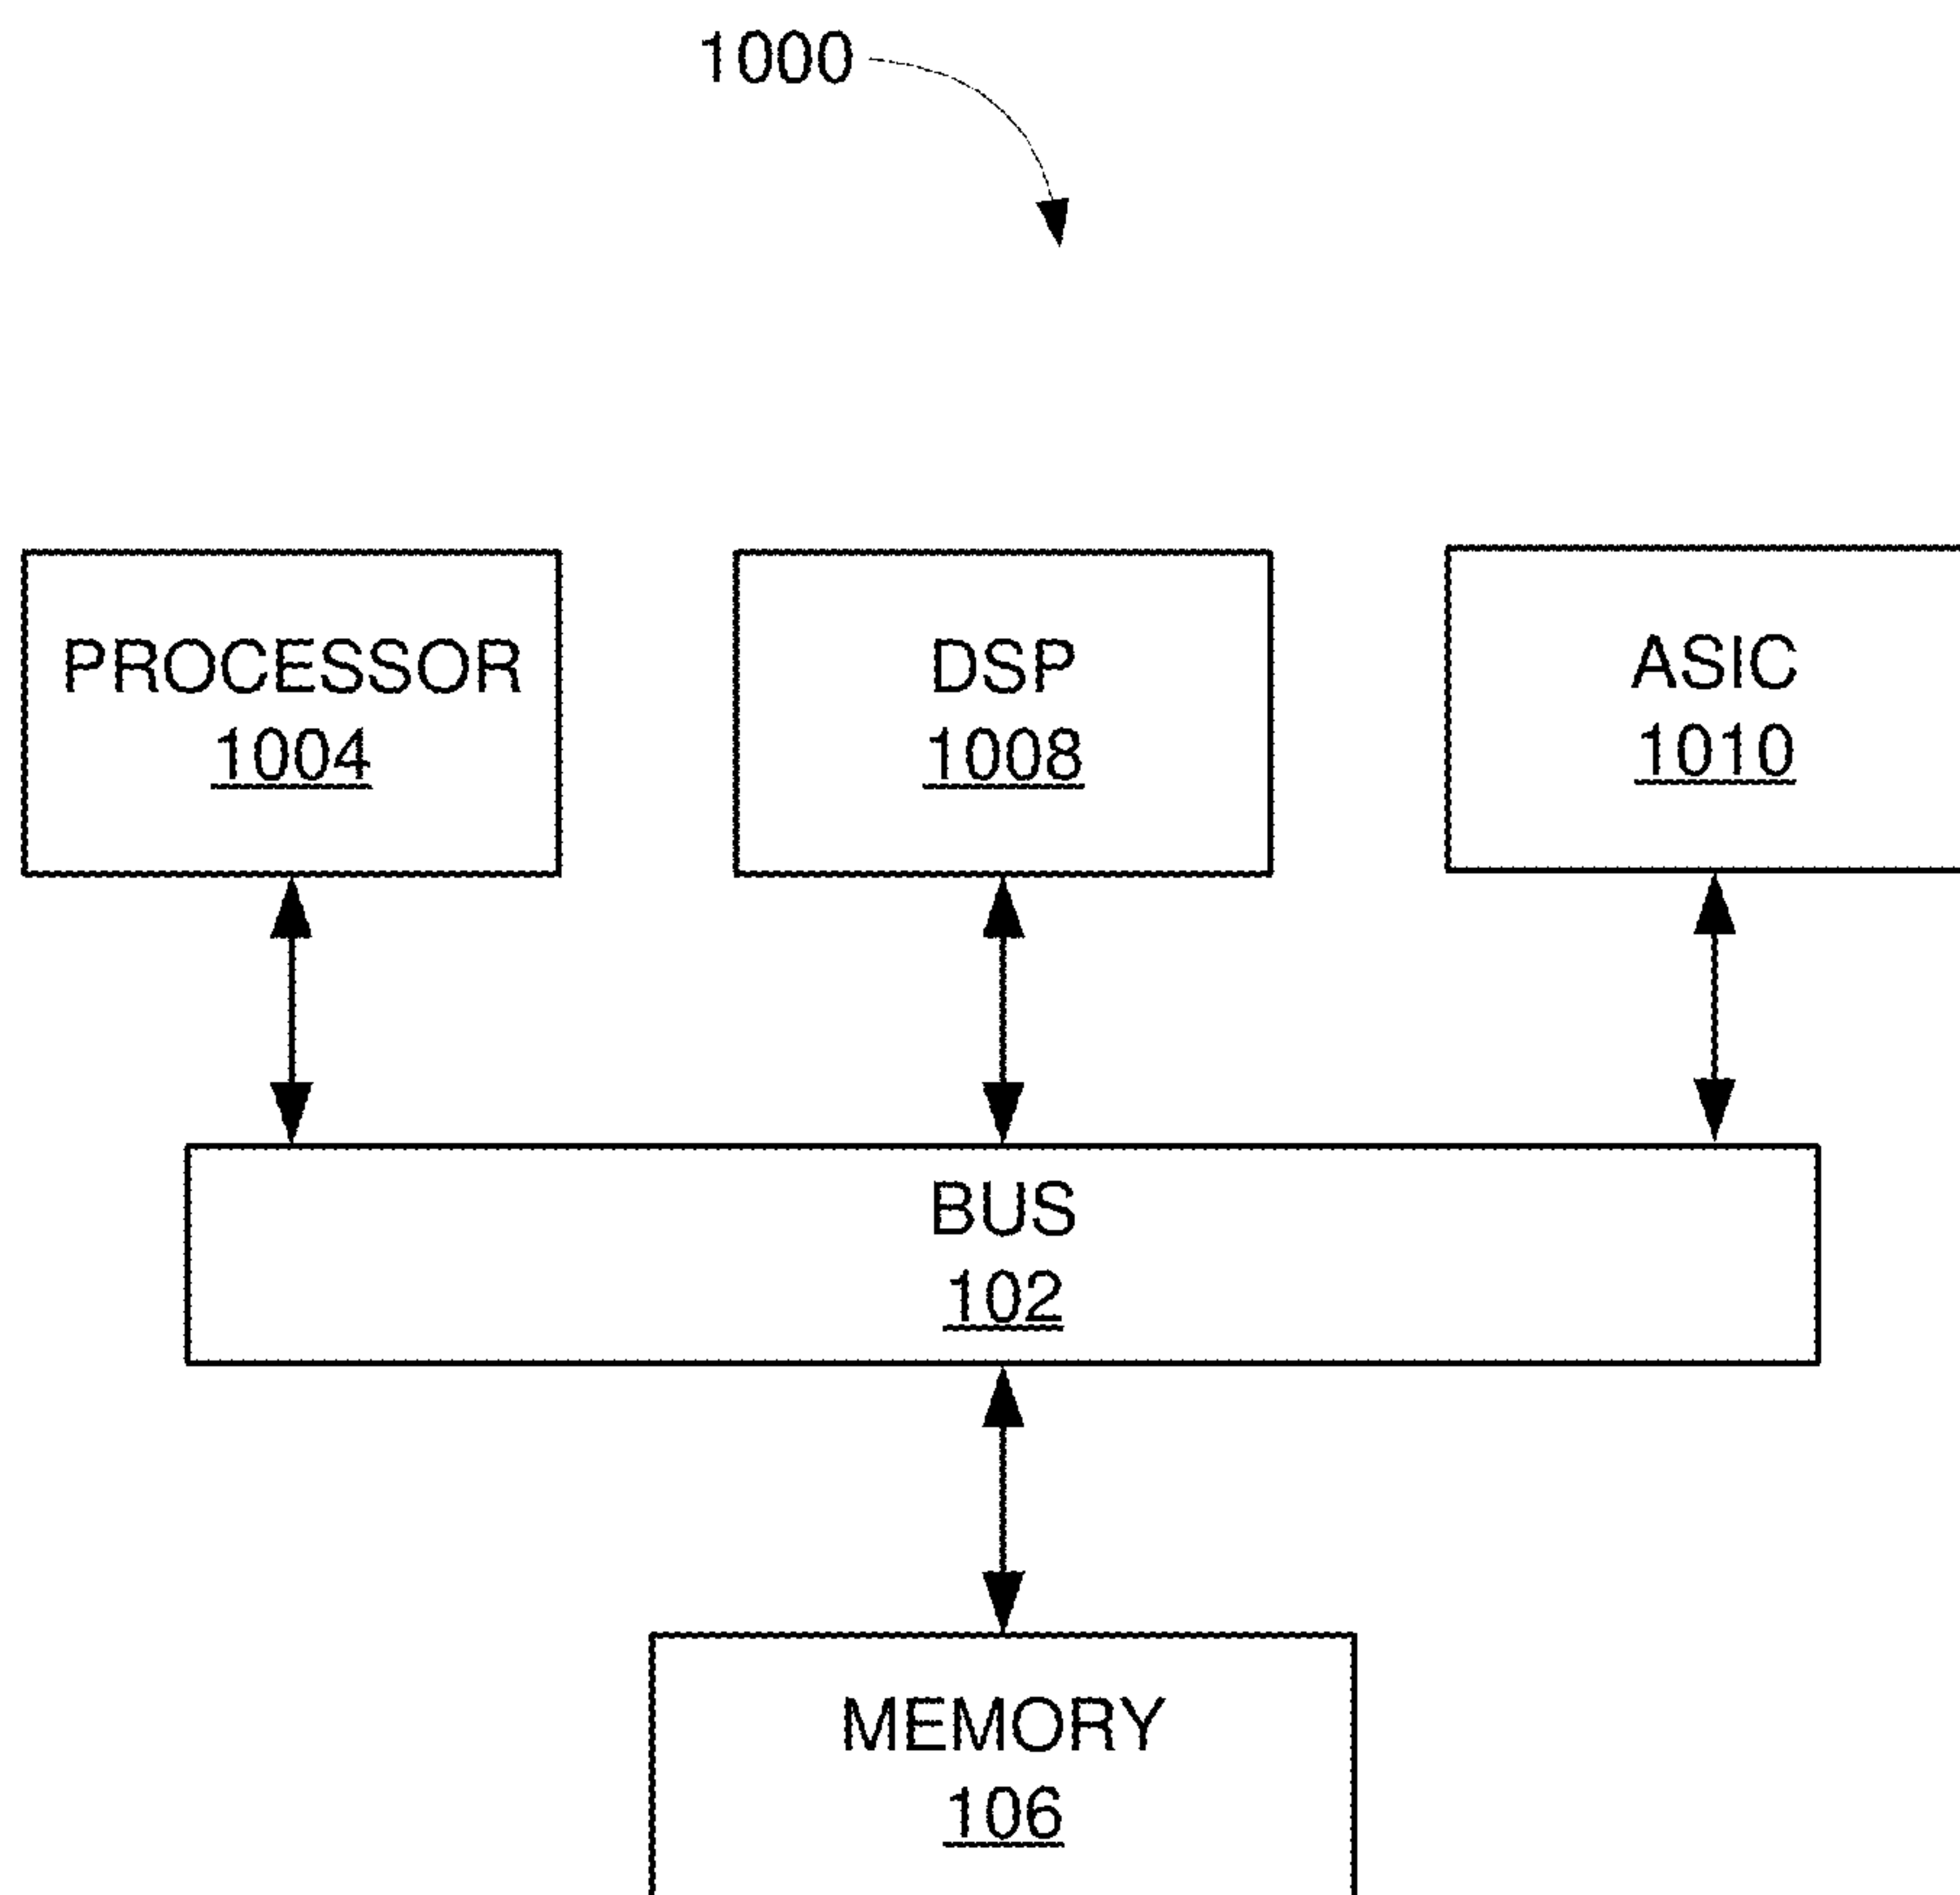 1000
PROCESSOR
1004
DSP
1008
ASIC
1010
BUS
102
MEMORY
106